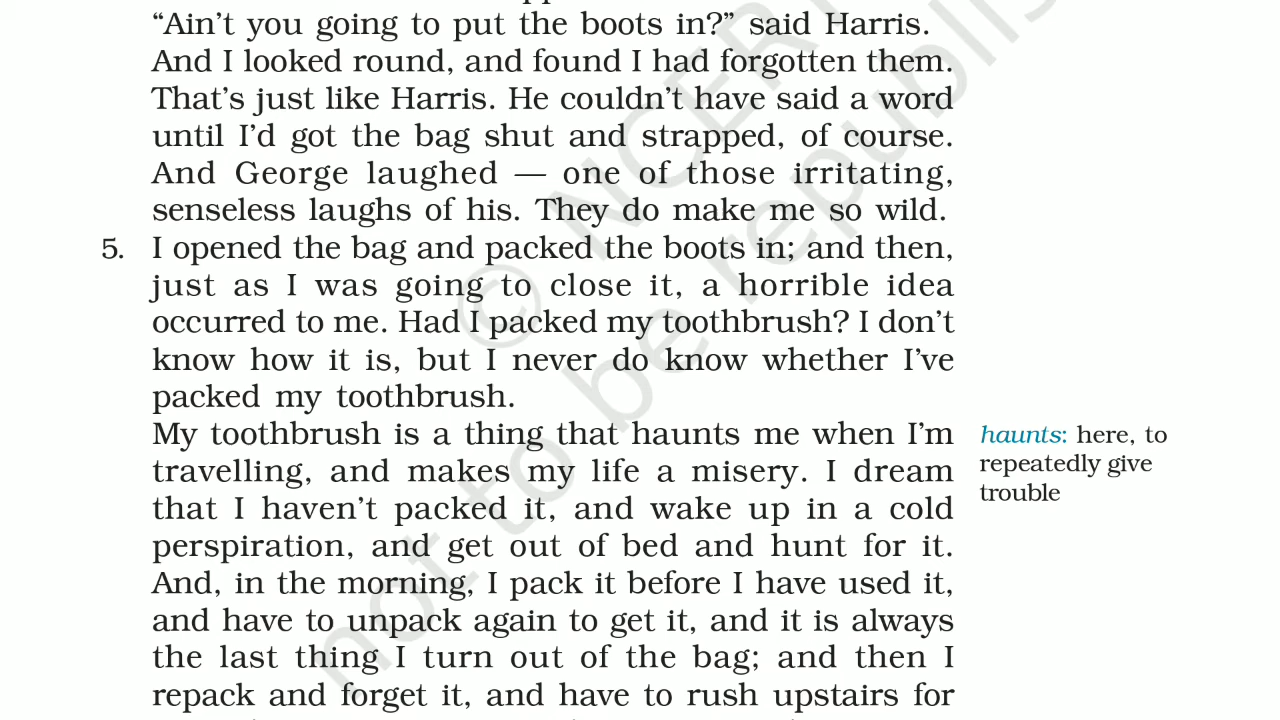 “Ain’t you going to put the boots in?” said Harris.
And I looked round, and found I had forgotten them.
That’s just like Harris. He couldn’t have said a word
until I’d got the bag shut and strapped, of course.
And George laughed — one of those irritating,
senseless laughs of his. They do make me so wild.
5. I opened the bag and packed the boots in; and then,
just as I was going to close it, a horrible idea
occurred to me. Had I packed my toothbrush? I don’t
know how it is, but I never do know whether I’ve
packed my toothbrush.
My toothbrush is a thing that haunts me when I’m
travelling, and makes my life a misery. I dream
that I haven’t packed it, and wake up in a cold
perspiration, and get out of bed and hunt for it.
And, in the morning, I pack it before I have used it,
and have to unpack again to get it, and it is always
the last thing I turn out of the bag; and then I
repack and forget it, and have to rush upstairs for
haunts: here, to
repeatedly give
trouble
© NCER
not to be republis